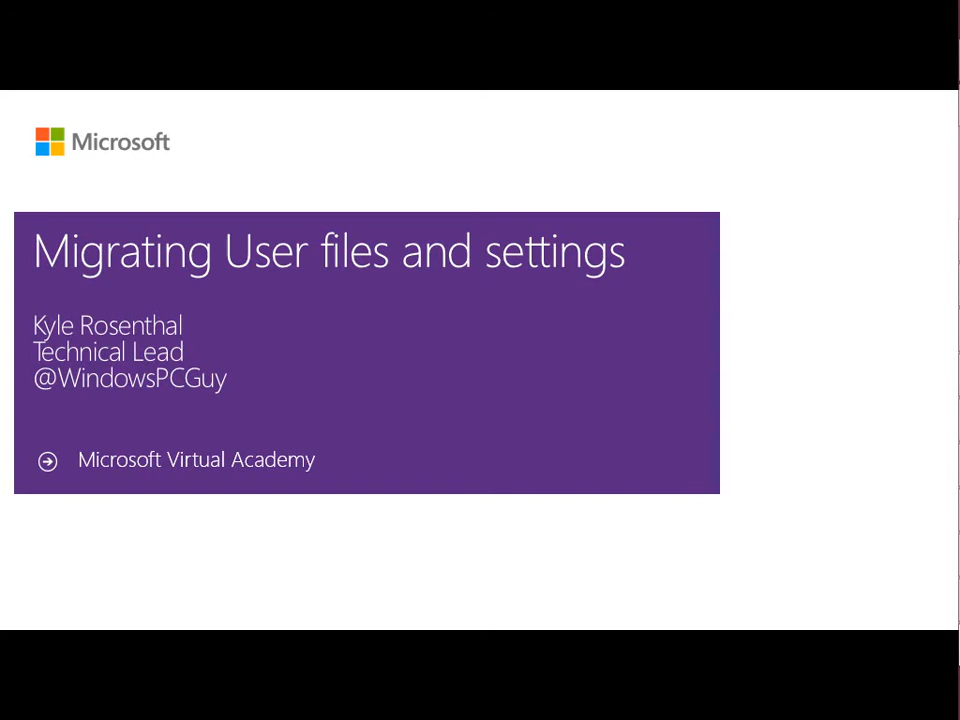 Microsoft
Migrating User files and settings
Kyle Rosenthal
Technical Lead
@WindowsPCGuy
Microsoft Virtual Academy